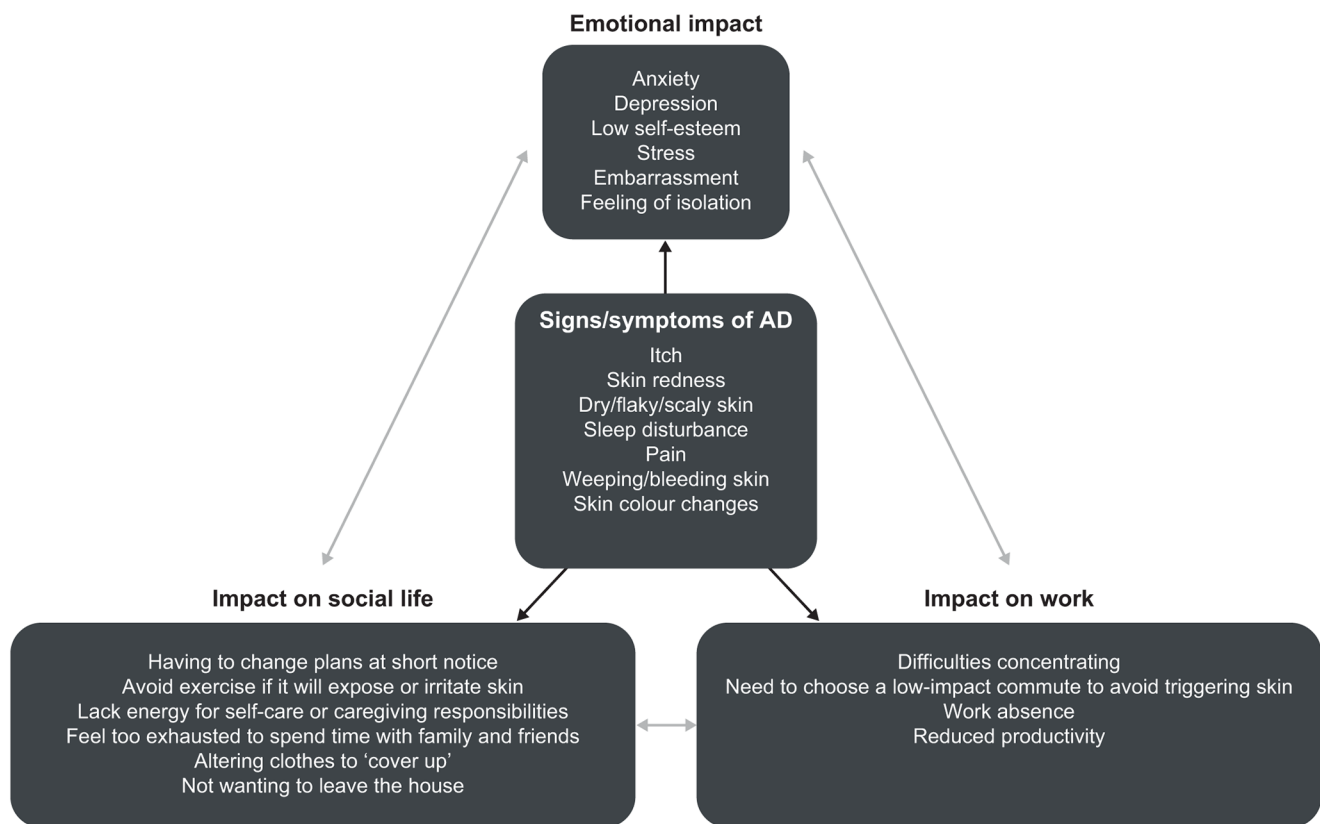 Emotional impact
Anxiety
Depression
Low self-esteem
Stress
Embarrassment
Feeling of isolation
Signs/symptoms of AD
Itch
Skin redness
Dry/flaky/scaly skin
Sleep disturbance
Pain
Weeping/bleeding skin
Skin colour changes
Impact on social life
Having to change plans at short notice
Avoid exercise if it will expose or irritate skin
Lack energy for self-care or caregiving responsibilities
Feel too exhausted to spend time with family and friends
Altering clothes to ‘cover up’
Not wanting to leave the house
Impact on work
Difficulties concentrating
Need to choose a low-impact commute to avoid triggering skin
Work absence
Reduced productivity